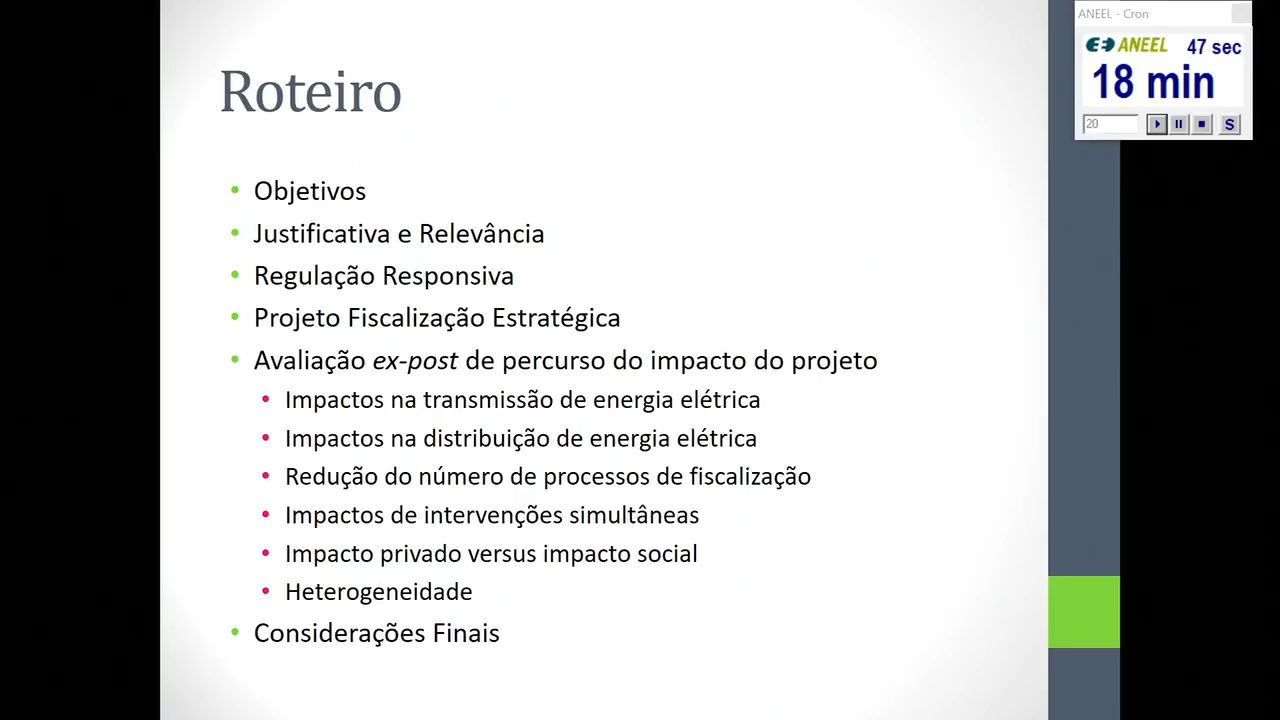 ANEEL - Cron
ANEEL 47 sec
18 min
20
S
Roteiro
• Objetivos
• Justificativa e Relevância
• Regulação Responsiva
• Projeto Fiscalização Estratégica
• Avaliação ex-post de percurso do impacto do projeto
• Impactos na transmissão de energia elétrica
• Impactos na distribuição de energia elétrica
• Redução do número de processos de fiscalização
• Impactos de intervenções simultâneas
• Impacto privado versus impacto social
• Heterogeneidade
• Considerações Finais